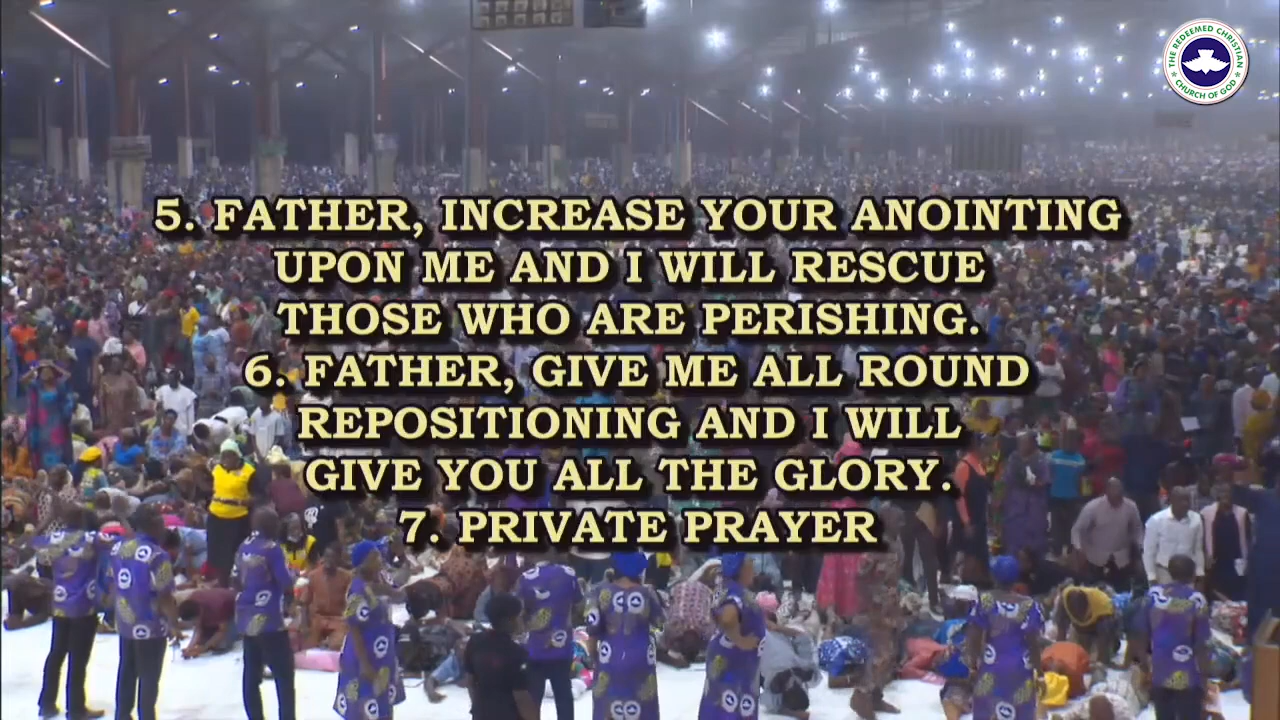 THE REDEEMED CHRISTIAN
CHURCH OF GOD
5. FATHER, INCREASE YOUR ANOINTING
UPON ME AND I WILL RESCUE
THOSE WHO ARE PERISHING.
6. FATHER, GIVE ME ALL ROUND
REPOSITIONING AND I WILL
GIVE YOU ALL THE GLORY.
7. PRIVATE PRAYER